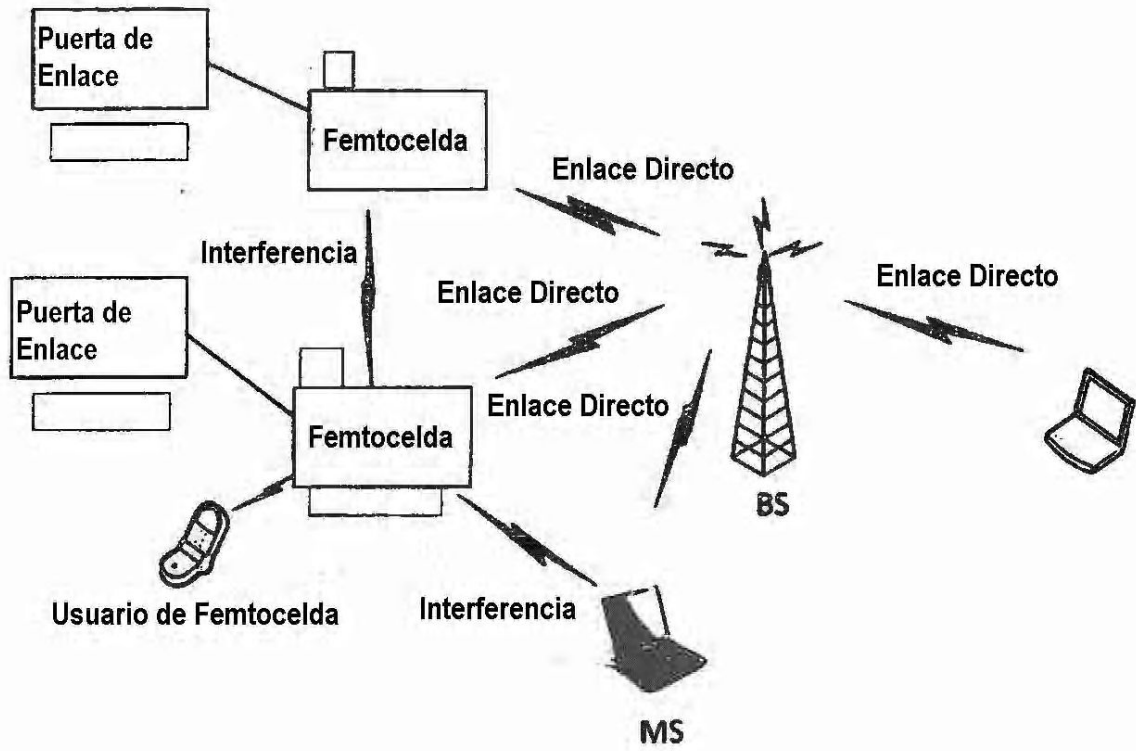 Puerta de
Enlace
Femtocelda
Enlace Directo
Interferencia
Enlace Directo
Enlace Directo
Puerta de
Enlace
Enlace Directo
Femtocelda
BS
Usuario de Femtocelda
Interferencia
MS